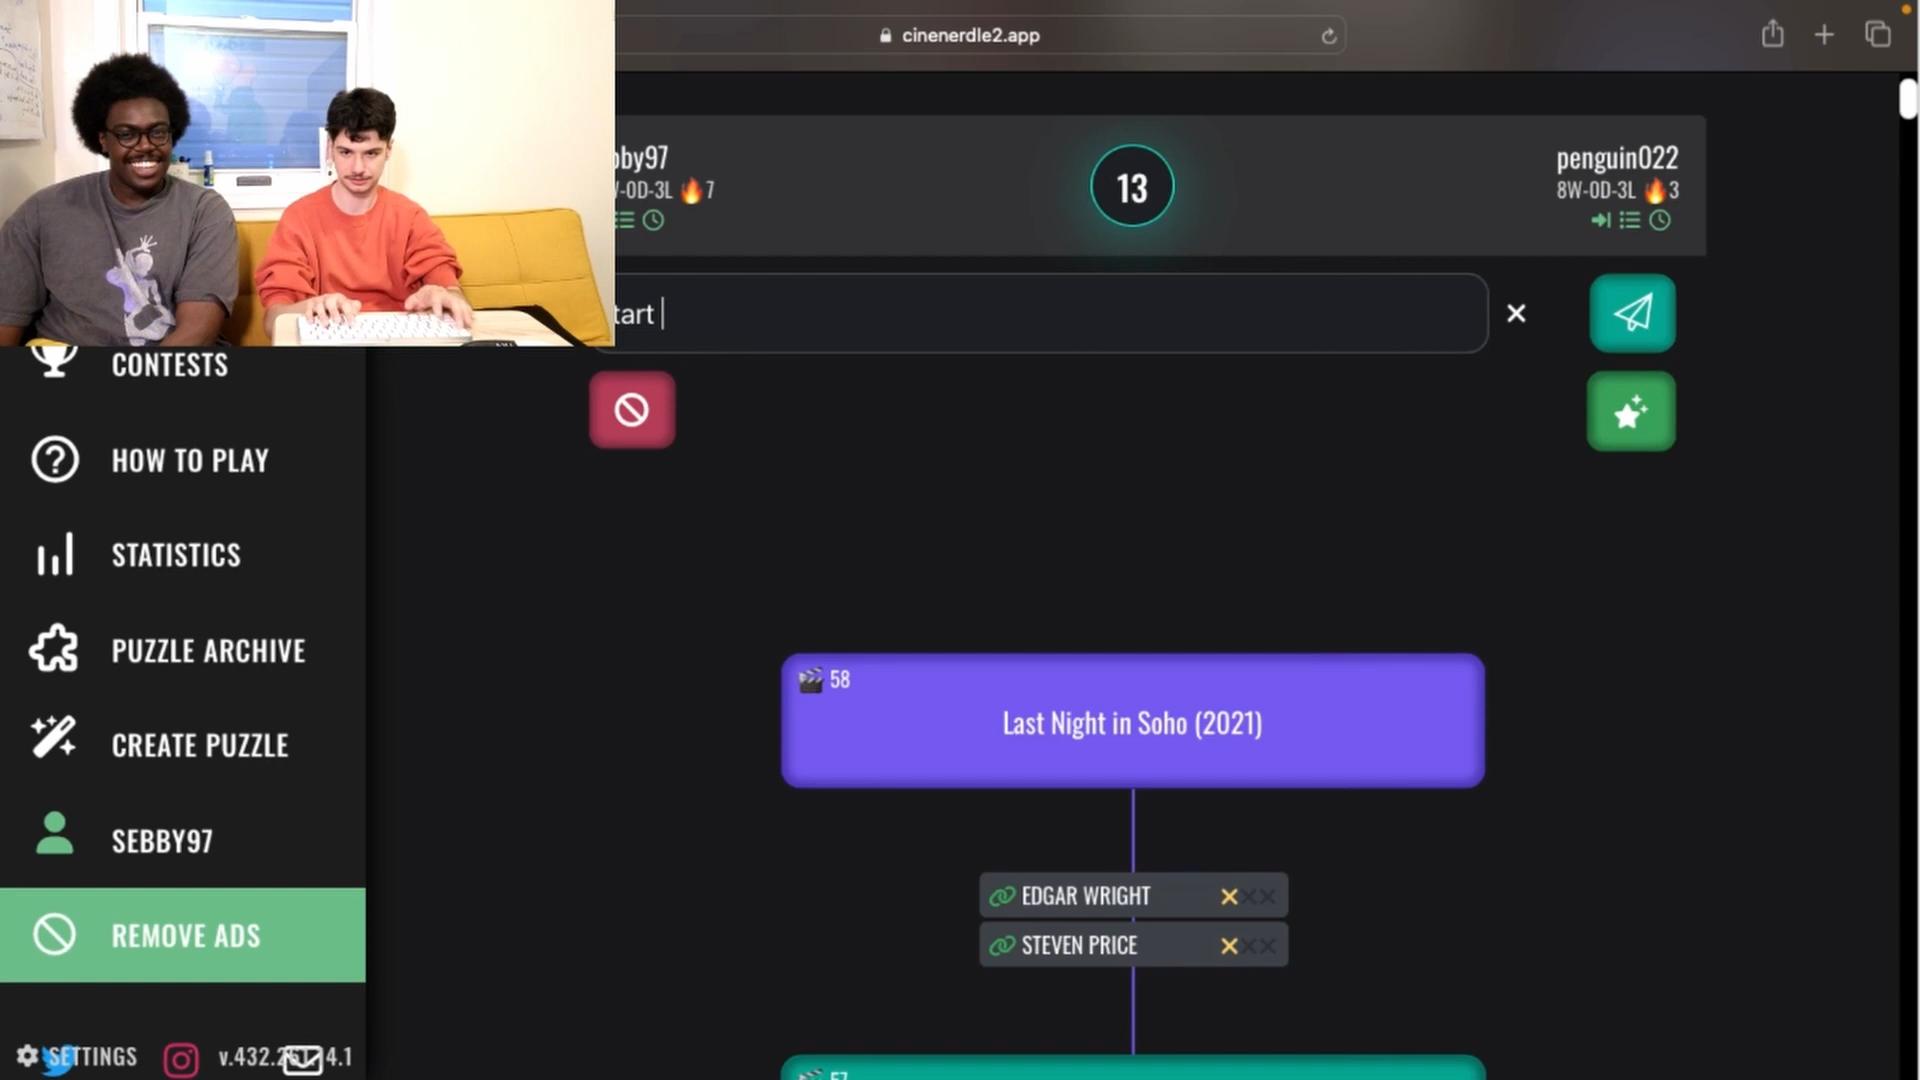 cinenerdle2.app
bby97
penguin022
13
-0D-3L 🔥7
8W-0D-3L 🔥3
tart
CONTESTS
HOW TO PLAY
STATISTICS
PUZZLE ARCHIVE
CREATE PUZZLE
SEBBY97
REMOVE ADS
SETTINGS
58
Last Night in Soho (2021)
EDGAR WRIGHT
STEVEN PRICE
57